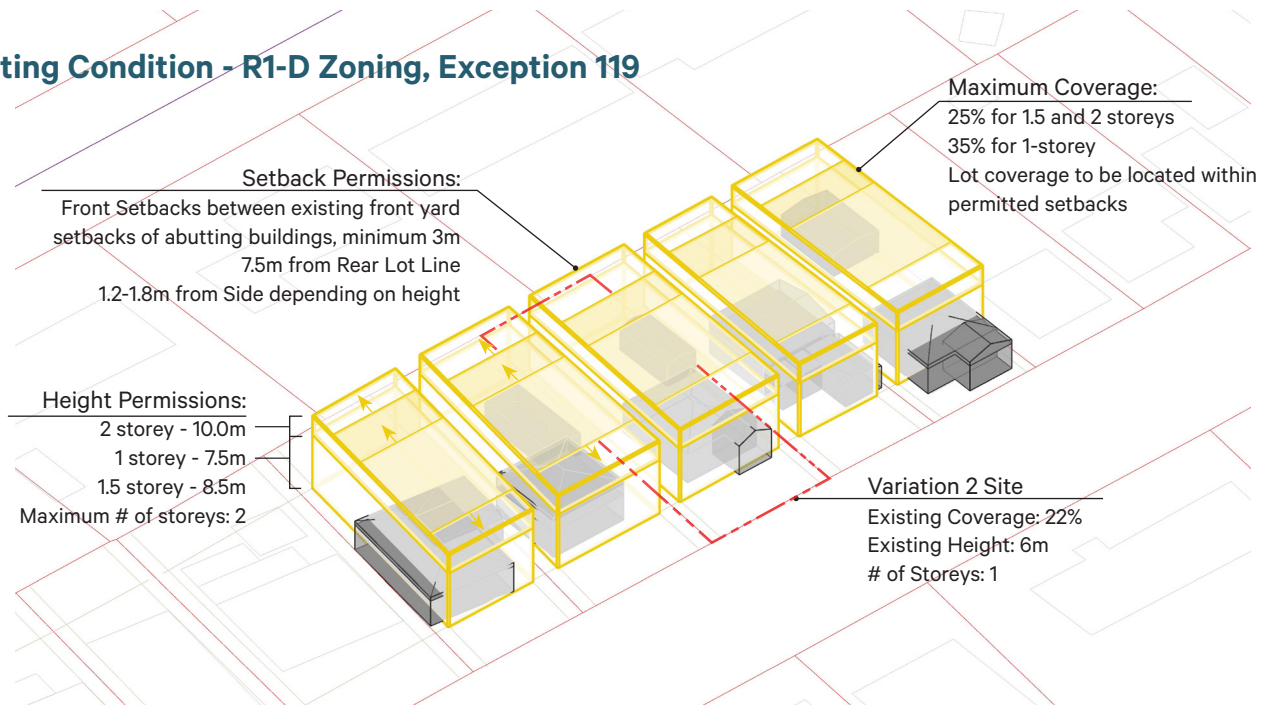 ting Condition - R1-D Zoning, Exception 119
Maximum Coverage:
25% for 1.5 and 2 storeys
35% for 1-storey
Lot coverage to be located within
permitted setbacks
Setback Permissions:
Front Setbacks between existing front yard
setbacks of abutting buildings, minimum 3m
7.5m from Rear Lot Line
1.2-1.8m from Side depending on height
Height Permissions:
2 storey - 10.0m
1 storey - 7.5m
1.5 storey - 8.5m
Maximum # of storeys: 2
Variation 2 Site
Existing Coverage: 22%
Existing Height: 6m
# of Storeys: 1